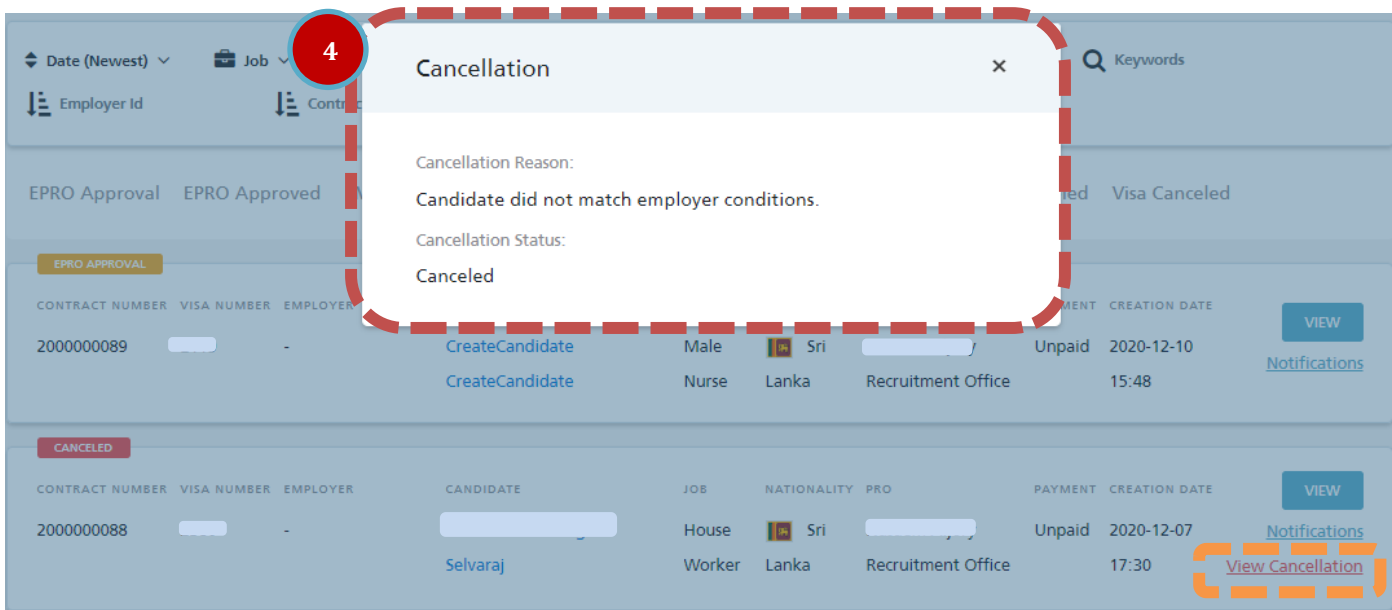 4
Cancellation ×
Date (Newest) Job Keywords
Employer Id
Cancellation Reason:
Candidate did not match employer conditions.
Cancellation Status:
Canceled
EPRO Approval EPRO Approved Visa Canceled
EPRO APPROVAL
CONTRACT NUMBER VISA NUMBER EMPLOYER CREATION DATE
VIEW
2000000089 - CreateCandidate Male Sri Unpaid 2020-12-10
Notifications
CreateCandidate Nurse Lanka Recruitment Office 15:48
CANCELED
CONTRACT NUMBER VISA NUMBER EMPLOYER CANDIDATE JOB NATIONALITY PRO PAYMENT CREATION DATE
VIEW
2000000088 - House Sri Unpaid 2020-12-07 Notifications
Selvaraj Worker Lanka Recruitment Office 17:30 View Cancellation